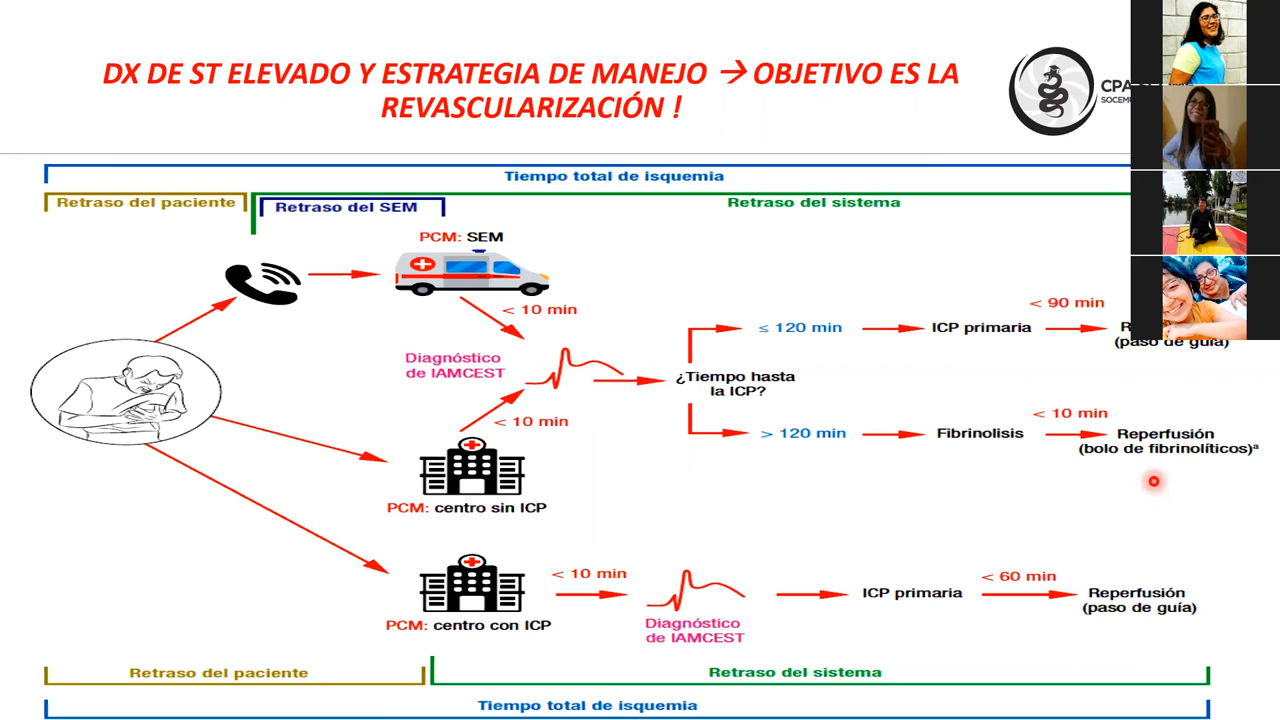 DX DE ST ELEVADO Y ESTRATEGIA DE MANEJO → OBJETIVO ES LA
REVASCULARIZACIÓN !
SOCEM
Tiempo total de isquemia
Retraso del paciente
Retraso del SEM
Retraso del sistema
PCM: SEM
< 10 min
Diagnóstico
de IAMCEST
< 10 min
PCM: centro sin ICP
¿Tiempo hasta
la ICP?
≤ 120 min
ICP primaria
< 90 min
(paso de guía)
> 120 min
Fibrinolisis
< 10 min
Reperfusión
(bolo de fibrinolíticos)ª
PCM: centro con ICP
< 10 min
Diagnóstico
de IAMCEST
ICP primaria
< 60 min
Reperfusión
(paso de guía)
Retraso del paciente
Retraso del sistema
Tiempo total de isquemia